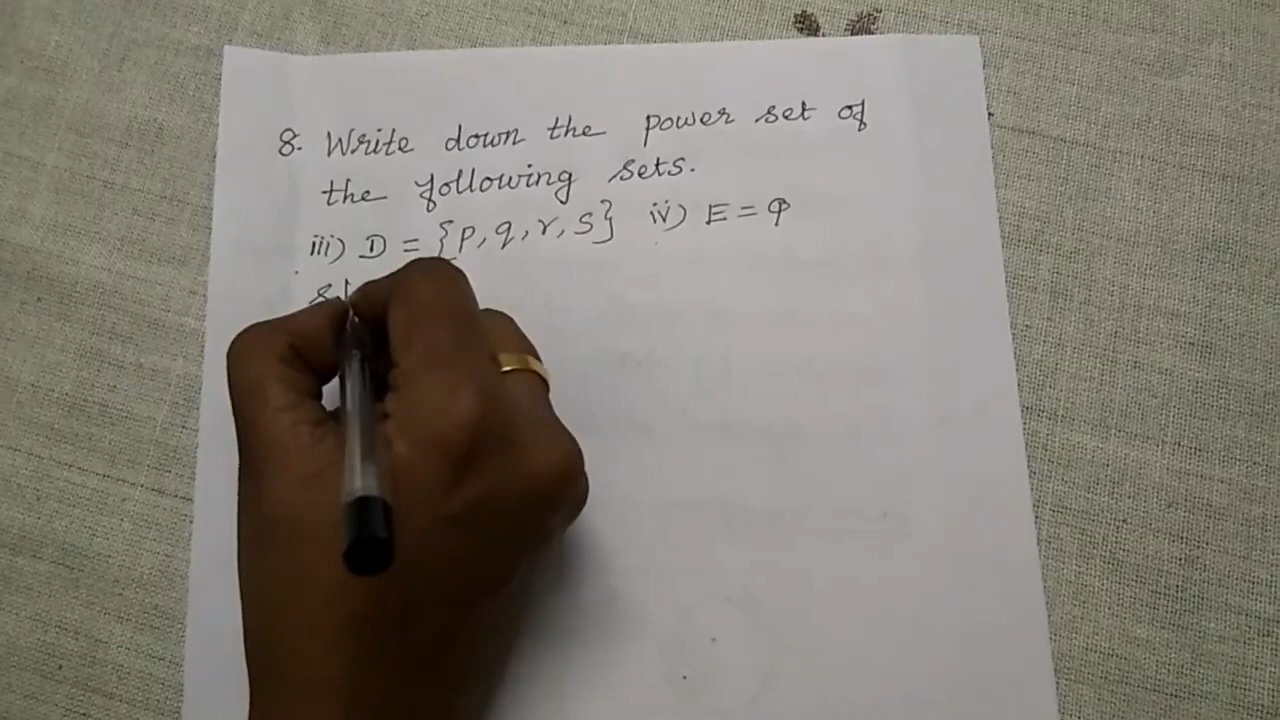 8. Write down the power set of
the following sets.
iii) D = {p, q, r, s} iv) E = φ